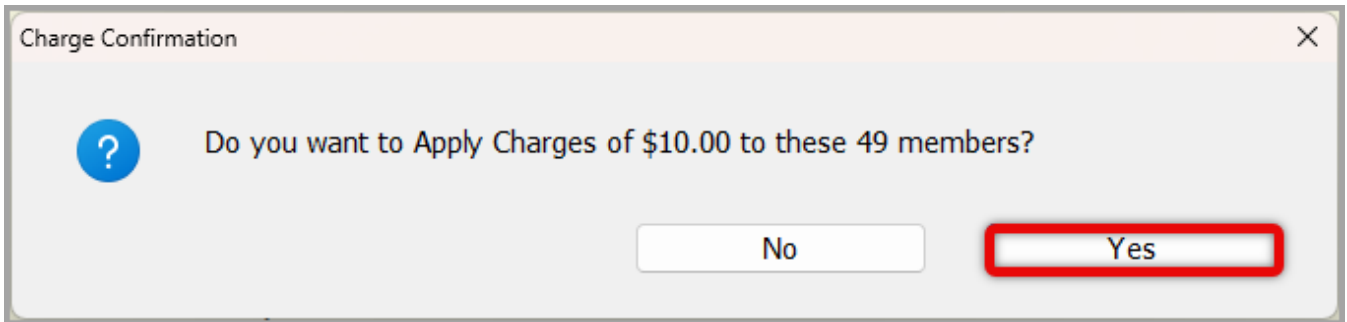 Charge Confirmation
Do you want to Apply Charges of $10.00 to these 49 members?
No
Yes